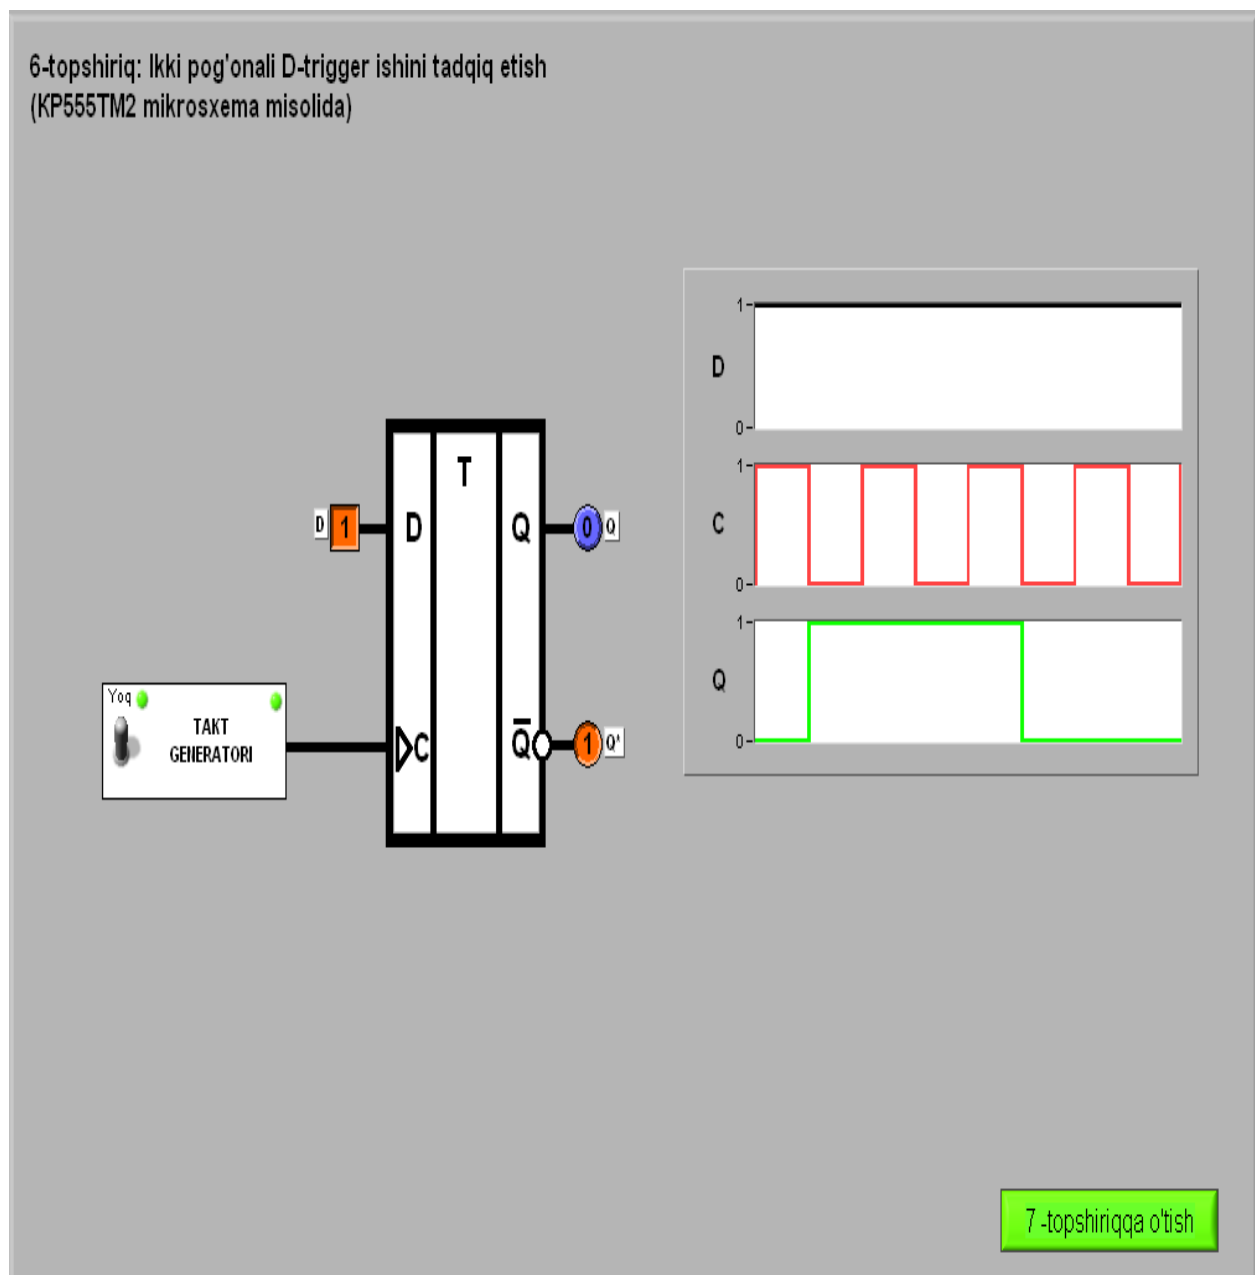 6-topshiriq: Ikki pog'onali D-trigger ishini tadqiq etish
(KP555TM2 mikrosxema misolida)
1
D
0
1
C
0
1
Q
0
T
D 1 D Q 0 Q
Yoq
TAKT
GENERATORI
C Q̅ 1 Q*
7 -topshiriqqa o'tish